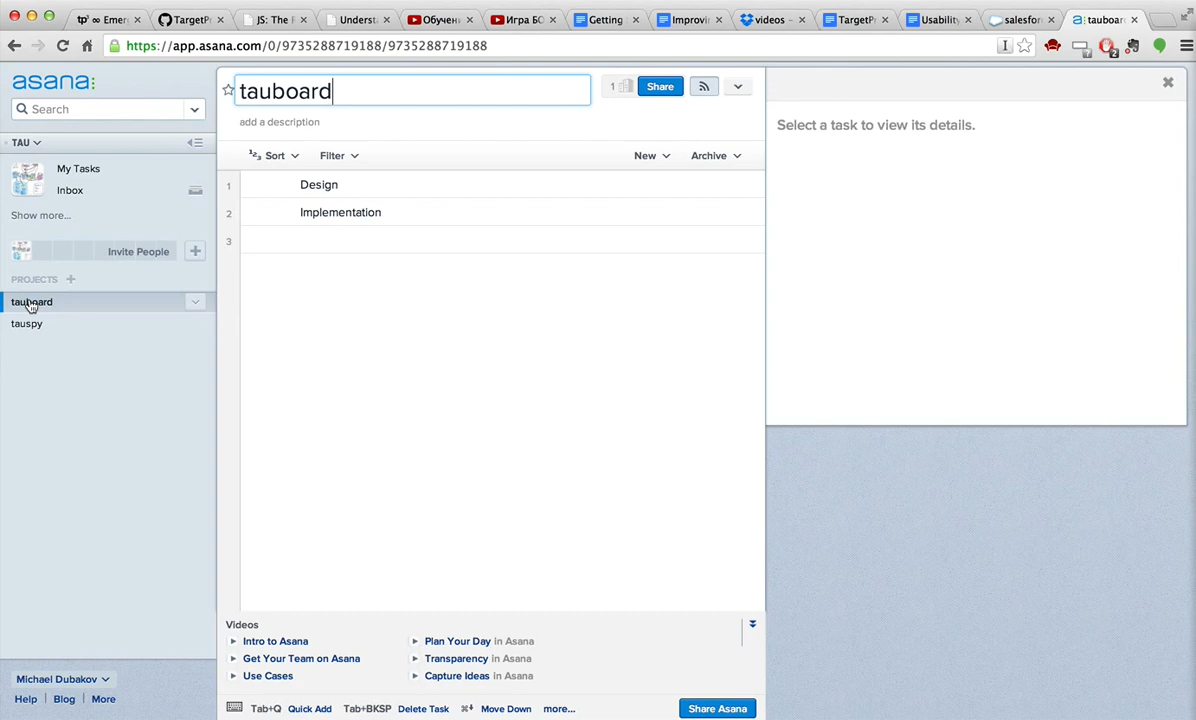 tp² ∞ Emer
TargetPr
JS: The F
Underst
Обучен
Игра БО
Getting
Improvin
videos –
TargetPr
Usability
salesfor
tauboar
https://app.asana.com/0/9735288719188/9735288719188
asana
Search
TAU
My Tasks
Inbox
Show more...
Invite People
PROJECTS
tauboard
tauspy
Michael Dubakov
Help Blog More
tauboard
1 Share
add a description
Sort Filter New Archive
1 Design
2 Implementation
3
Videos
Intro to Asana
Get Your Team on Asana
Use Cases
Plan Your Day in Asana
Transparency in Asana
Capture Ideas in Asana
Tab+Q Quick Add Tab+BKSP Delete Task ⌘⬇ Move Down more...
Share Asana
Select a task to view its details.